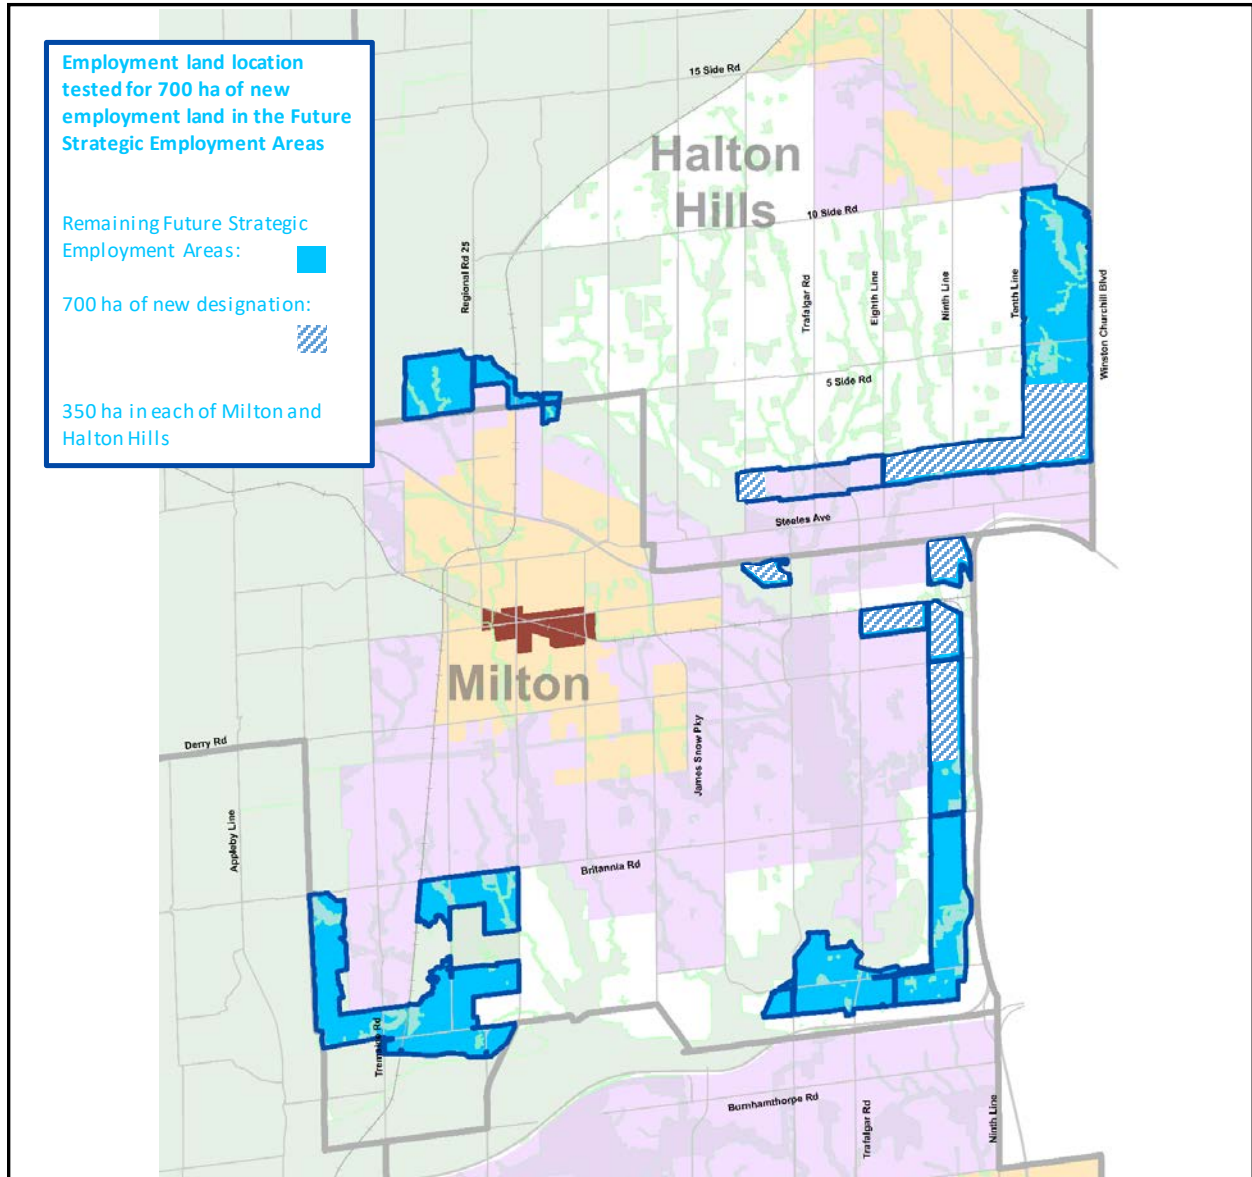 Employment land location
tested for 700 ha of new
employment land in the Future
Strategic Employment Areas
Remaining Future Strategic
Employment Areas:
700 ha of new designation:
350 ha in each of Milton and
Halton Hills
15 Side Rd
Halton
Hills
10 Side Rd
Regional Rd 25
Trafalgar Rd
Eighth Line
Ninth Line
Tenth Line
Winston Churchill Blvd
5 Side Rd
Steeles Ave
Milton
Derry Rd
James Snow Pky
Appleby Line
Britannia Rd
Tremaine Rd
Burnhamthorpe Rd
Trafalgar Rd
Ninth Line